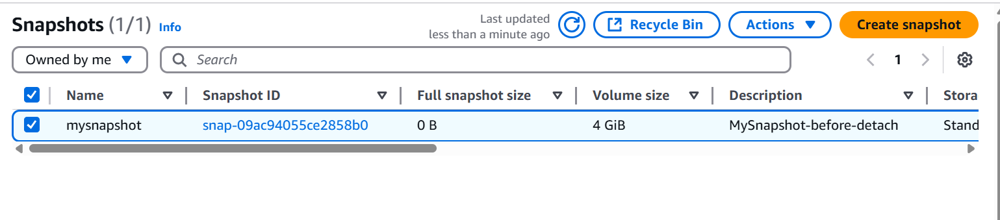 Snapshots (1/1) Info
Last updated
less than a minute ago
Recycle Bin
Actions
Create snapshot
Owned by me
Search
1
Name Snapshot ID Full snapshot size Volume size Description Stora
mysnapshot snap-09ac94055ce2858b0 0 B 4 GiB MySnapshot-before-detach Stand